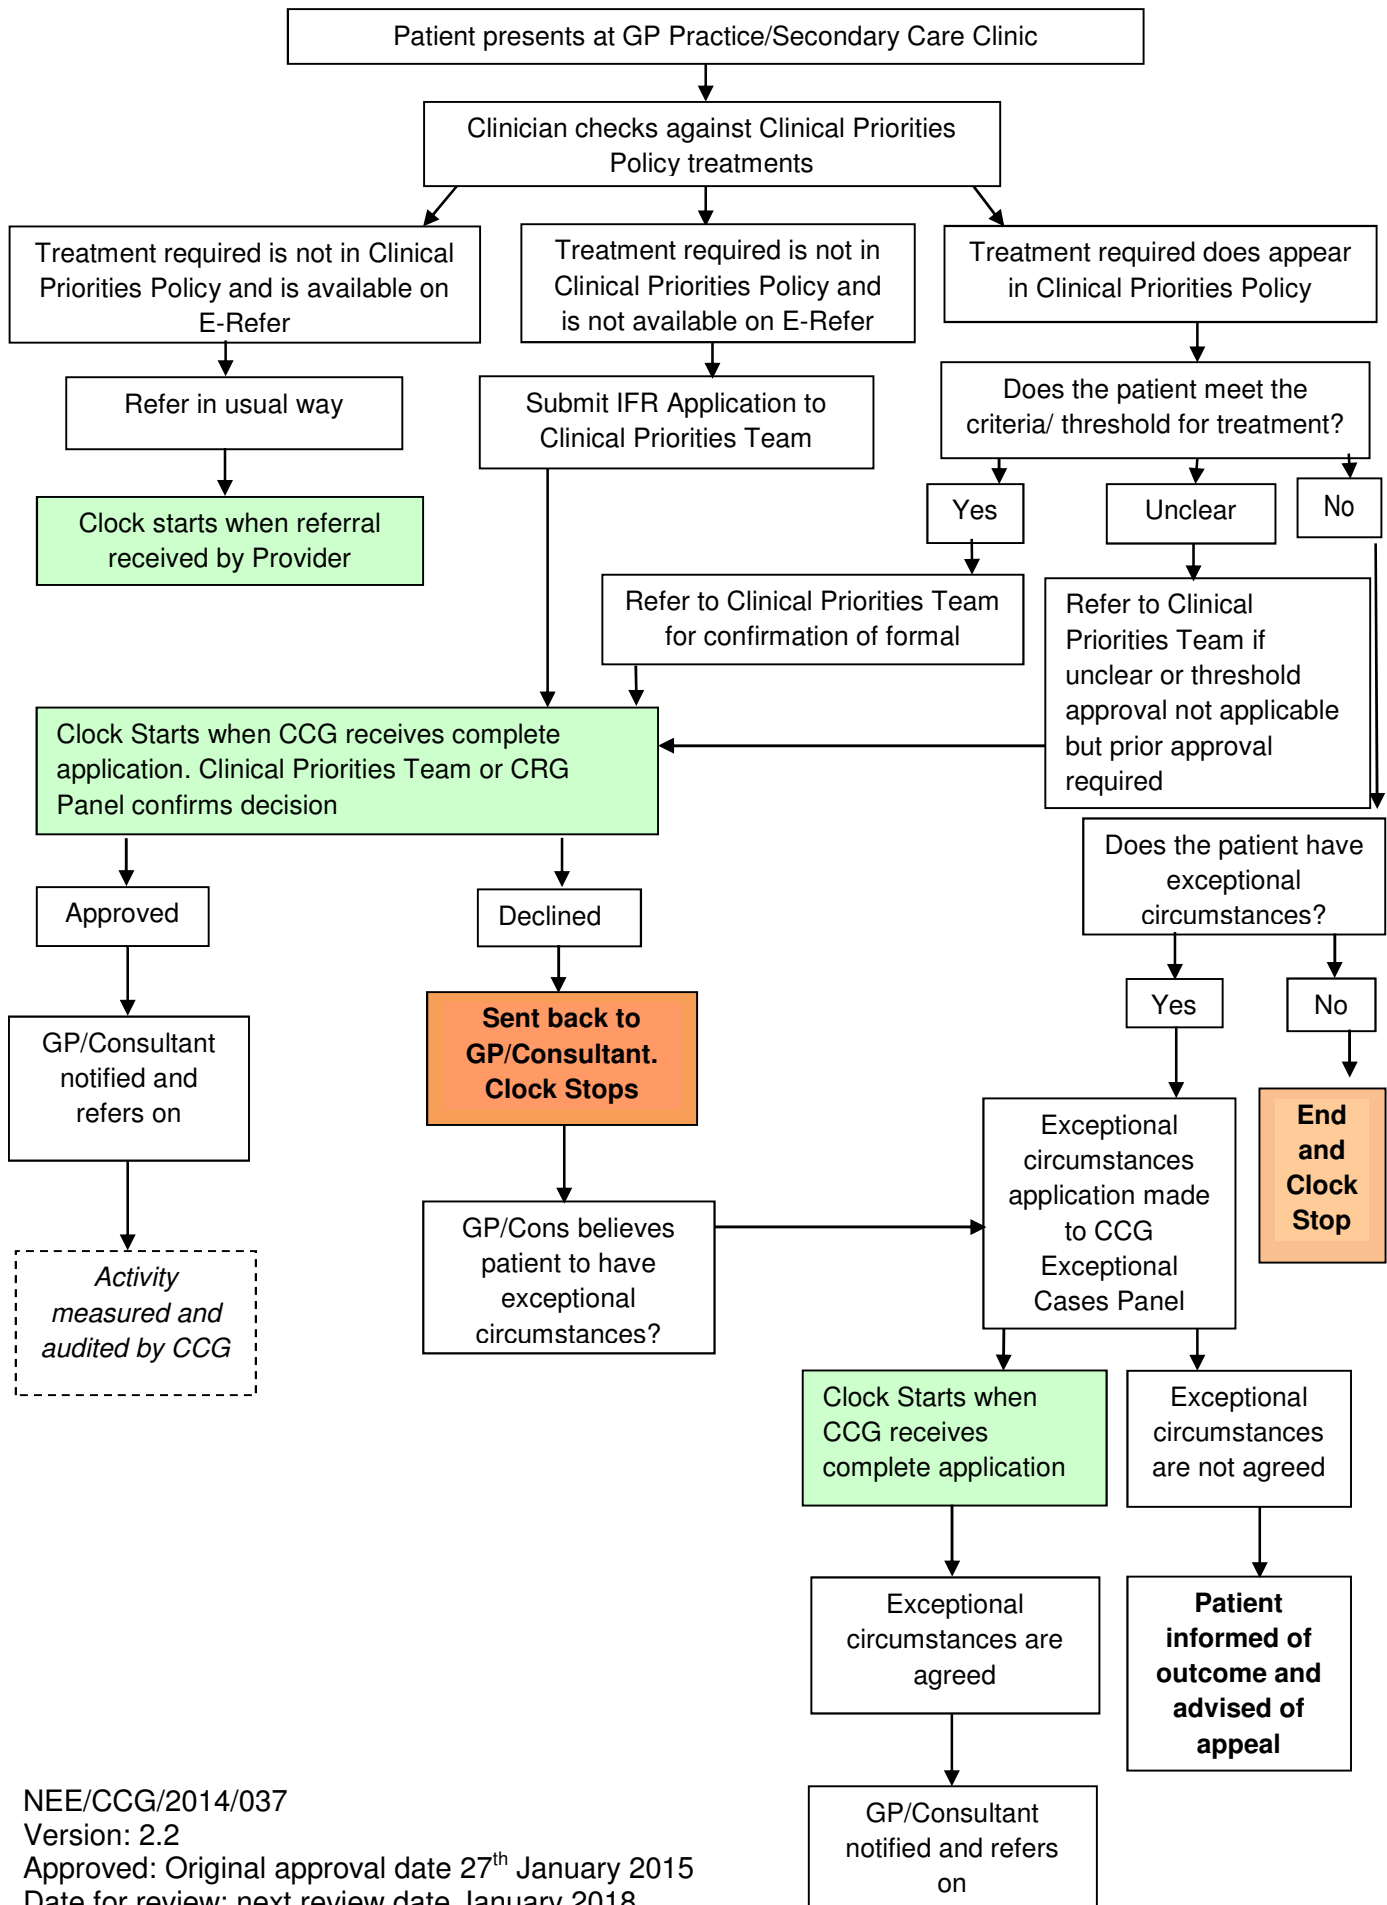 Patient presents at GP Practice/Secondary Care Clinic
Clinician checks against Clinical Priorities
Policy treatments
Treatment required is not in Clinical
Priorities Policy and is available on
E-Refer
Treatment required is not in
Clinical Priorities Policy and
is not available on E-Refer
Treatment required does appear
in Clinical Priorities Policy
Refer in usual way
Submit IFR Application to
Clinical Priorities Team
Does the patient meet the
criteria/ threshold for treatment?
Clock starts when referral
received by Provider
Yes
Unclear
No
Refer to Clinical Priorities Team
for confirmation of formal
Refer to Clinical
Priorities Team if
unclear or threshold
approval not applicable
but prior approval
required
Clock Starts when CCG receives complete
application. Clinical Priorities Team or CRG
Panel confirms decision
Does the patient have
exceptional
circumstances?
Approved
Declined
Yes
No
GP/Consultant
notified and
refers on
Sent back to
GP/Consultant.
Clock Stops
Exceptional
circumstances
application made
to CCG
Exceptional
Cases Panel
End
and
Clock
Stop
Activity
measured and
audited by CCG
GP/Cons believes
patient to have
exceptional
circumstances?
Clock Starts when
CCG receives
complete application
Exceptional
circumstances
are not agreed
Exceptional
circumstances are
agreed
Patient
informed of
outcome and
advised of
appeal
GP/Consultant
notified and refers
on
NEE/CCG/2014/037
Version: 2.2
Approved: Original approval date 27th January 2015
Date for review: next review date January 2018